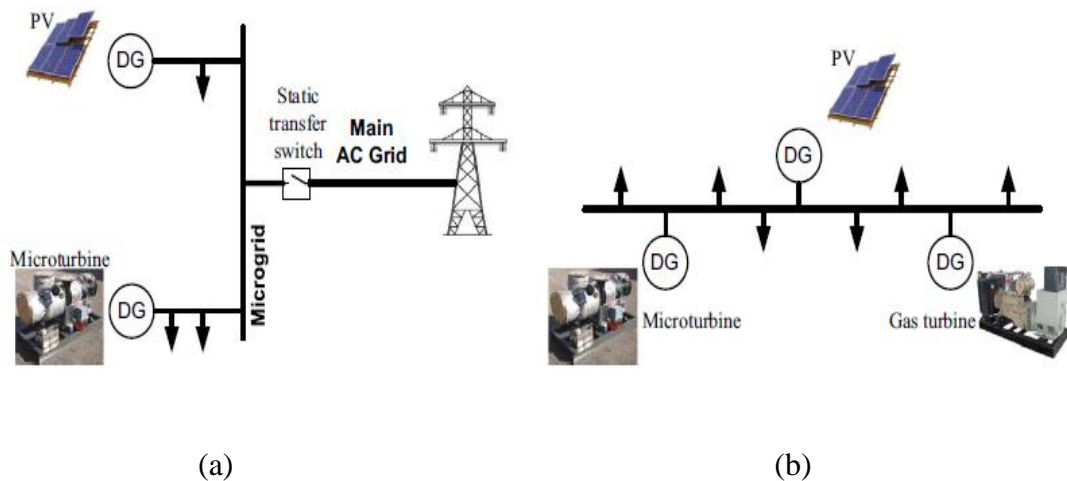 PV
DG
Static
transfer
switch
Main
AC Grid
Microgrid
Microturbine
DG
(a)
PV
DG
DG
DG
Microturbine
Gas turbine
(b)